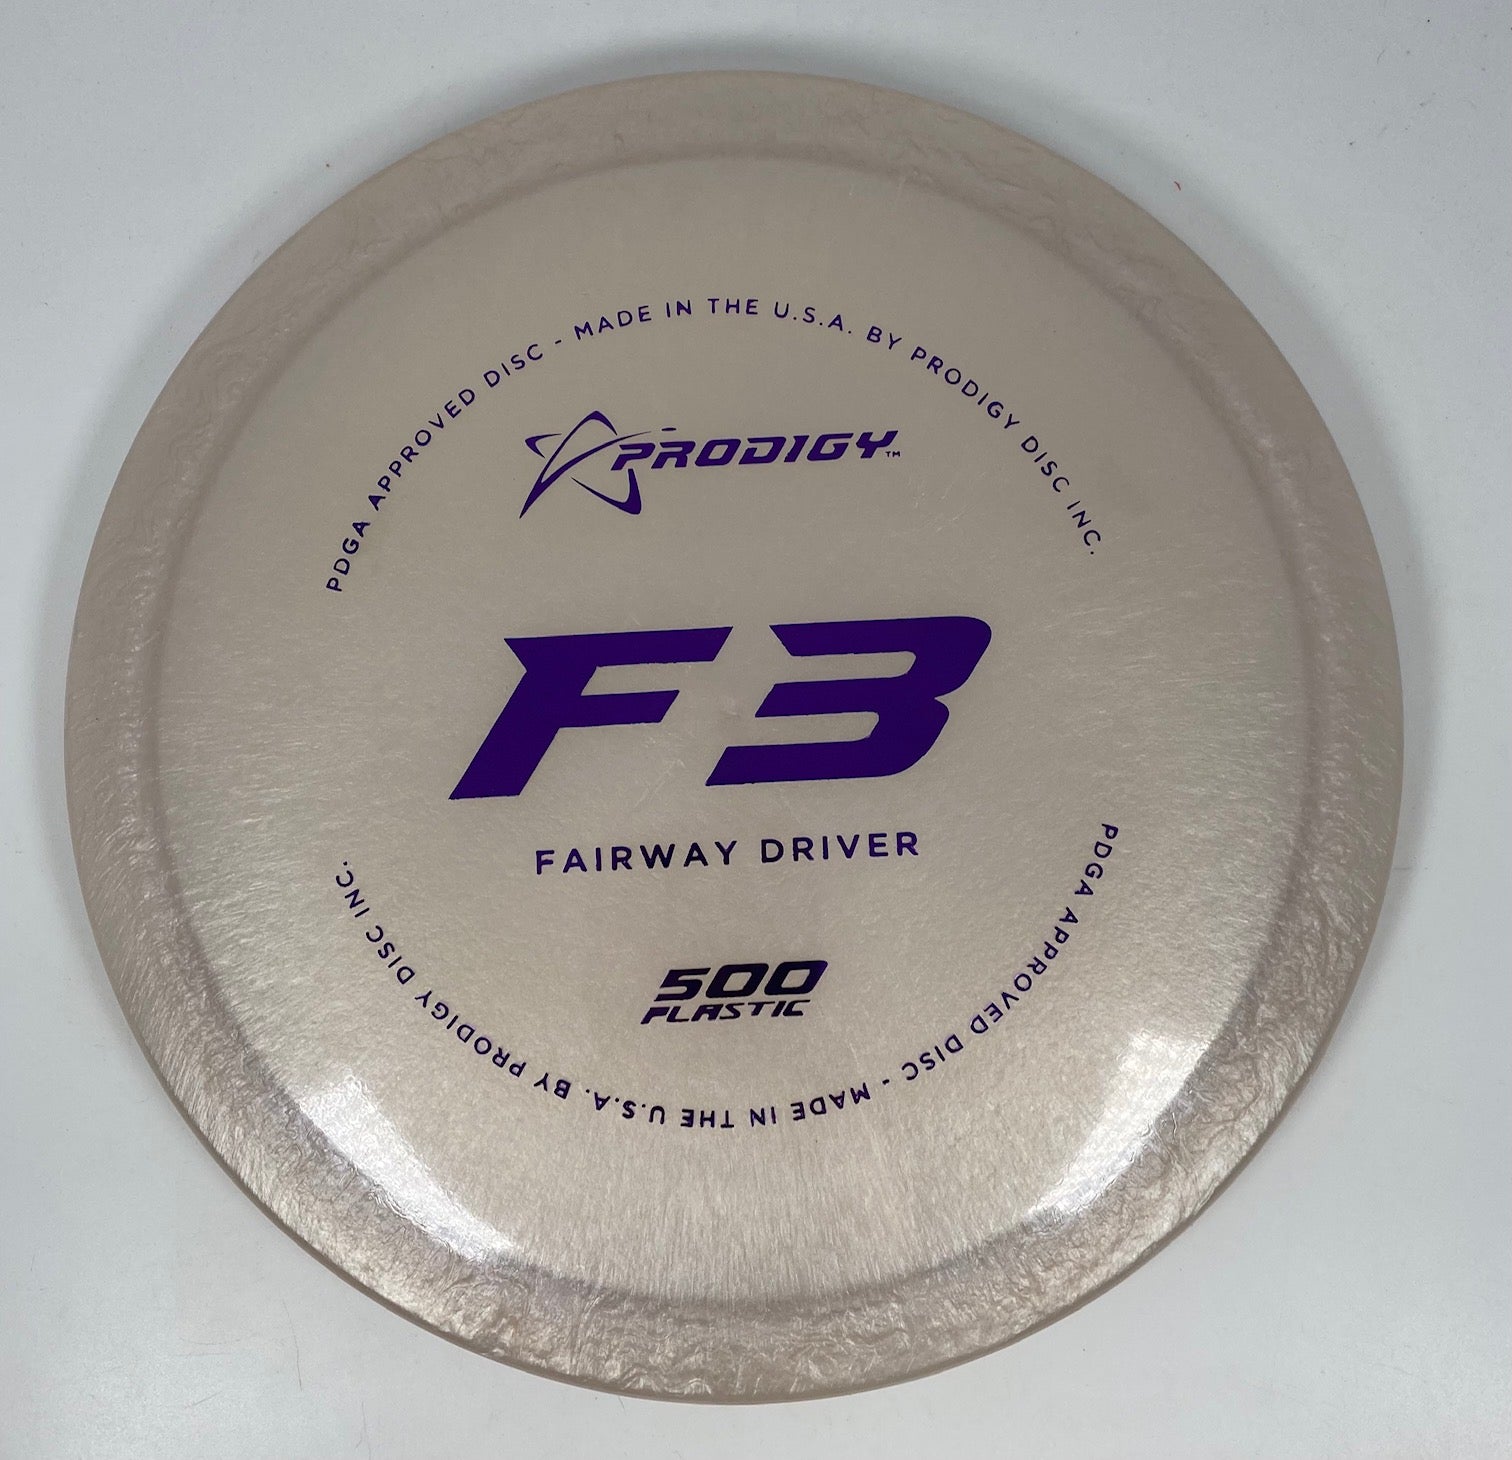 PDGA APPROVED DISC - MADE IN THE U.S.A. BY PRODIGY DISC INC.
PRODIGY™
F3
FAIRWAY DRIVER
500
PLASTIC
PDGA APPROVED DISC - MADE IN THE U.S.A. BY PRODIGY DISC INC.